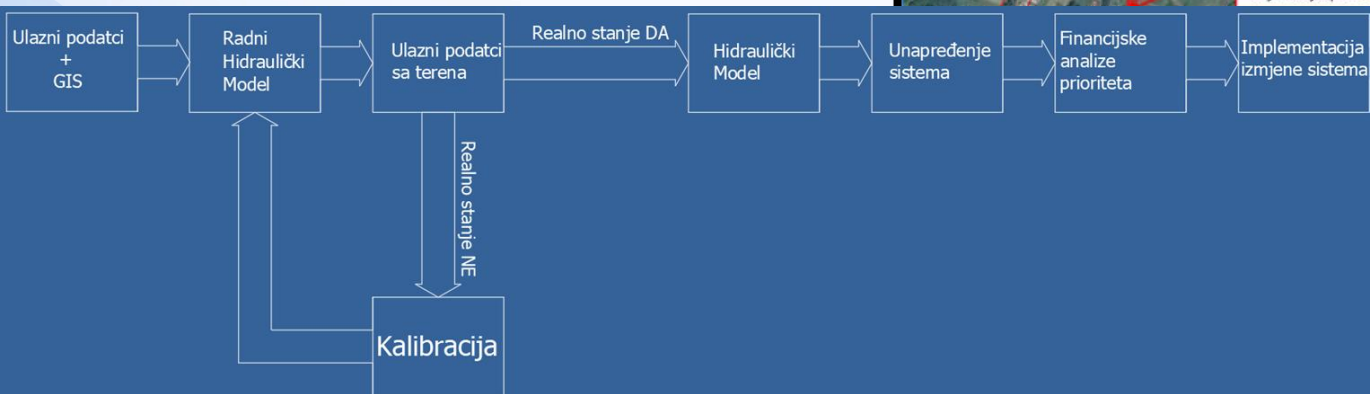 Ulazni podatci
+
GIS
Radni
Hidraulički
Model
Ulazni podatci
sa terena
Realno stanje DA
Hidraulički
Model
Unapređenje
sistema
Financijske
analize
prioriteta
Implementacija
izmjene sistema
Realno stanje NE
Kalibracija